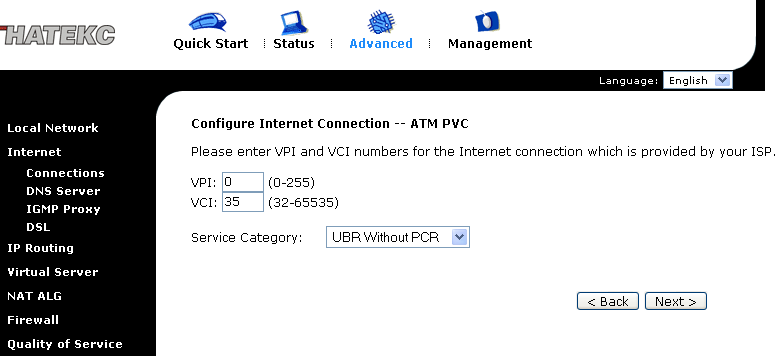 HATEKC
Quick Start Status Advanced Management
Language: English
Local Network
Internet
Connections
DNS Server
IGMP Proxy
DSL
IP Routing
Virtual Server
NAT ALG
Firewall
Quality of Service
Configure Internet Connection -- ATM PVC
Please enter VPI and VCI numbers for the Internet connection which is provided by your ISP.
VPI: 0 (0-255)
VCI: 35 (32-65535)
Service Category: UBR Without PCR
< Back Next >